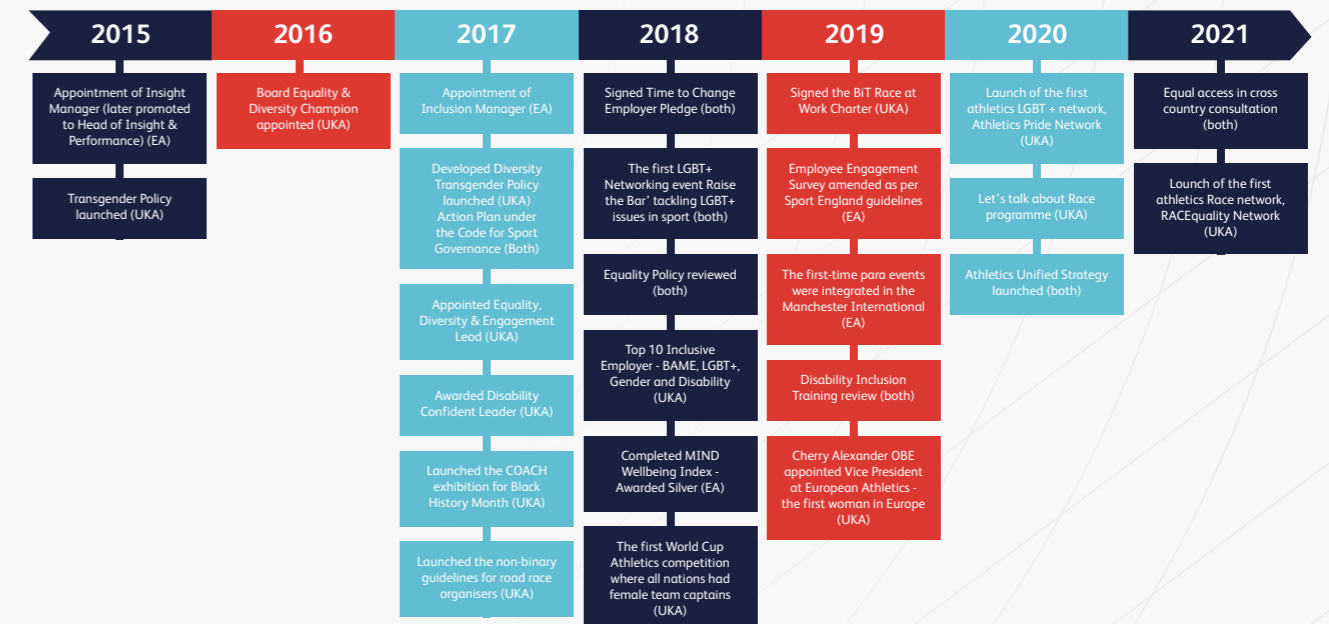 2015
2016
2017
2018
2019
2020
2021
Appointment of Insight
Manager (later promoted
to Head of Insight &
Performance) (EA)
Transgender Policy
launched (UKA)
Board Equality &
Diversity Champion
appointed (UKA)
Appointment of
Inclusion Manager (EA)
Developed Diversity
Transgender Policy
launched (UKA)
Action Plan under
the Code for Sport
Governance (Both)
Appointed Equality,
Diversity & Engagement
Leod (UKA)
Awarded Disability
Confident Leader (UKA)
Launched the COACH
exhibition for Black
History Month (UKA)
Launched the non-binary
guidelines for road race
organisers (UKA)
Signed Time to Change
Employer Pledge (both)
The first LGBT+
Networking event Raise
the Bar’ tackling LGBT+
issues in sport (both)
Equality Policy reviewed
(both)
Top 10 Inclusive
Employer - BAME, LGBT+,
Gender and Disability
(UKA)
Completed MIND
Wellbeing Index -
Awarded Silver (EA)
The first World Cup
Athletics competition
where all nations had
female team captains
(UKA)
Signed the BiT Race at
Work Charter (UKA)
Employee Engagement
Survey amended as per
Sport England guidelines
(EA)
The first-time para events
were integrated in the
Manchester International
(EA)
Disability Inclusion
Training review (both)
Cherry Alexander OBE
appointed Vice President
at European Athletics -
the first woman in Europe
(UKA)
Launch of the first
athletics LGBT + network,
Athletics Pride Network
(UKA)
Let’s talk about Race
programme (UKA)
Athletics Unified Strategy
launched (both)
Equal access in cross
country consultation
(both)
Lounch of the first
athletics Race network,
RACEquality Network
(UKA)